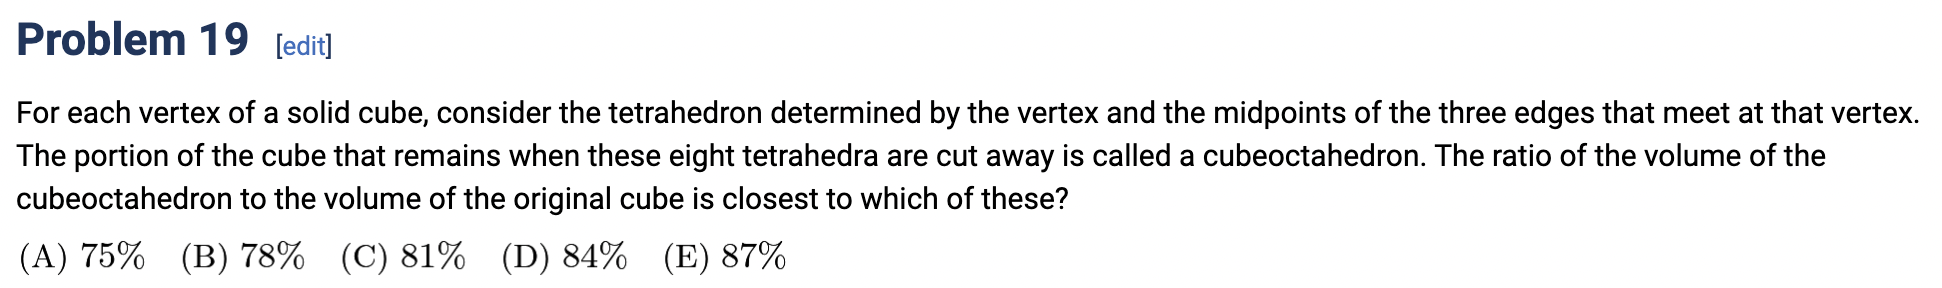 Problem 19 [edit]
For each vertex of a solid cube, consider the tetrahedron determined by the vertex and the midpoints of the three edges that meet at that vertex.
The portion of the cube that remains when these eight tetrahedra are cut away is called a cubeoctahedron. The ratio of the volume of the
cubeoctahedron to the volume of the original cube is closest to which of these?
(A) 75% (B) 78% (C) 81% (D) 84% (E) 87%